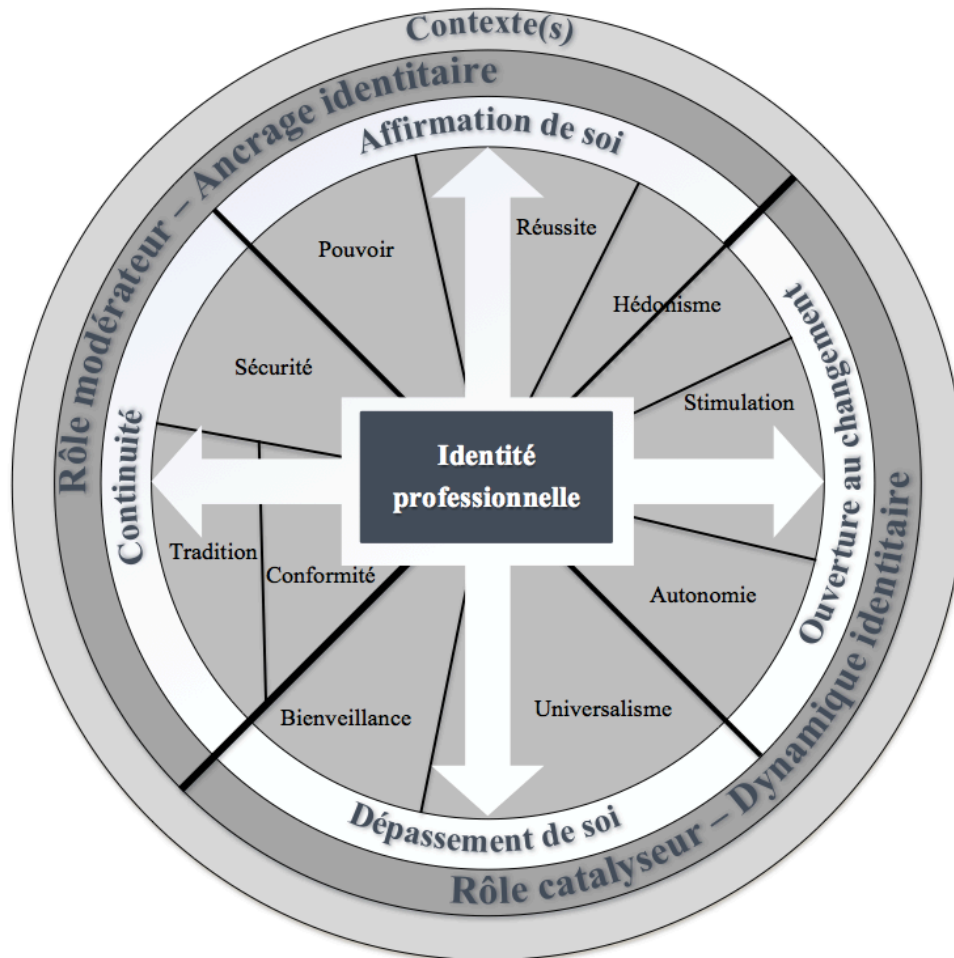 Contexte(s)
Rôle modérateur – Ancrage identitaire
Affirmation de soi
Pouvoir
Réussite
Hédonisme
Sécurité
Stimulation
Continuité
Identité
professionnelle
Ouverture au changement
Tradition
Conformité
Autonomie
Bienveillance
Universalisme
Dépassement de soi
Rôle catalyseur – Dynamique identitaire